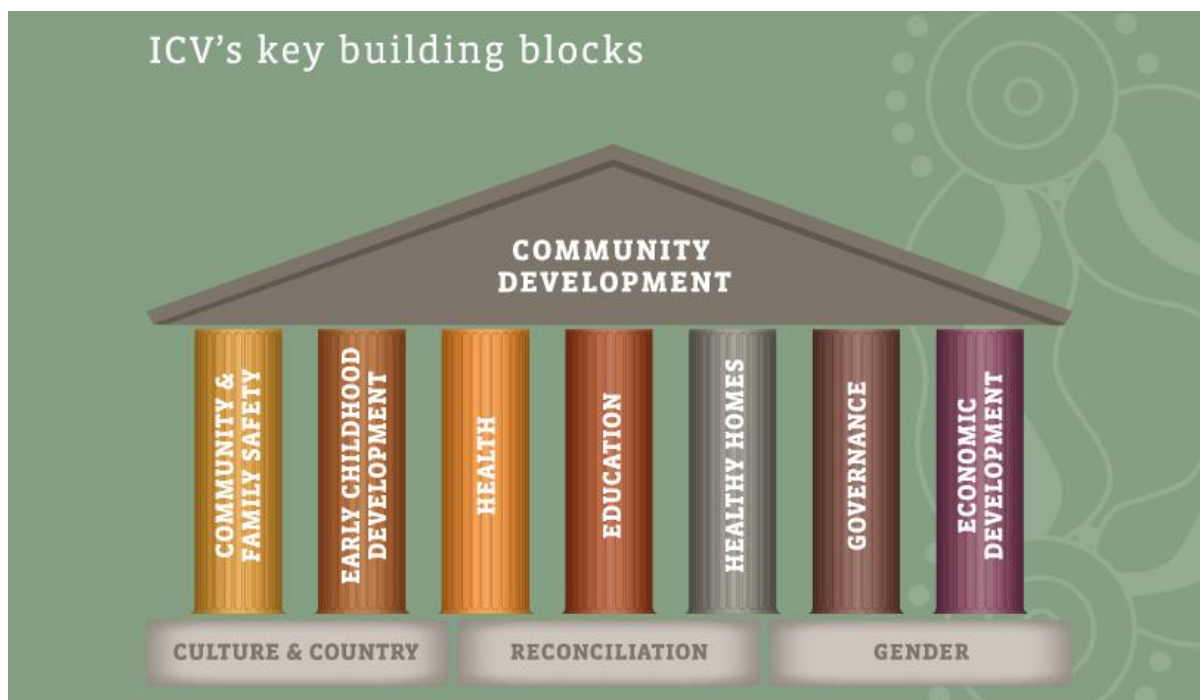 ICV's key building blocks
COMMUNITY
DEVELOPMENT
COMMUNITY &
FAMILY SAFETY
EARLY CHILDHOOD
DEVELOPMENT
HEALTH
EDUCATION
HEALTHY HOMES
GOVERNANCE
ECONOMIC
DEVELOPMENT
CULTURE & COUNTRY
RECONCILIATION
GENDER